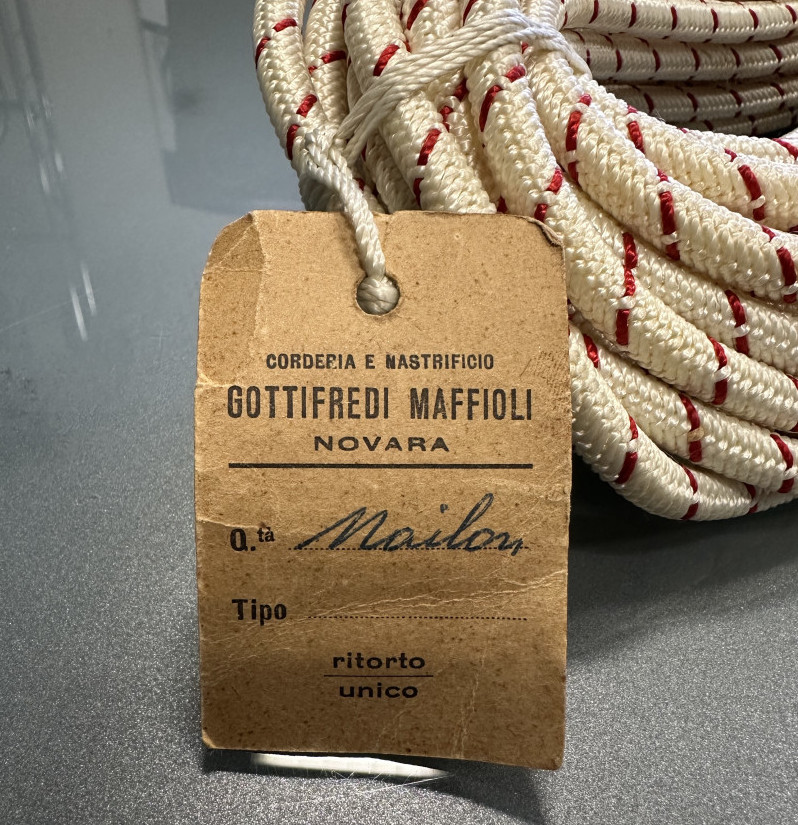 CORDERIA E NASTRIFICIO
GOTTIFREDI MAFFIOLI
NOVARA
Q.tà Nailon
Tipo
ritorto
unico